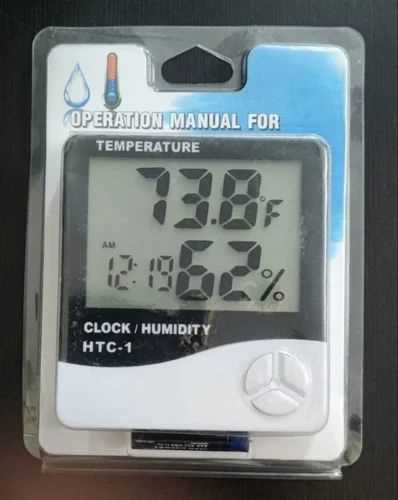 OPERATION MANUAL FOR
TEMPERATURE
73.8°F
AM
12:19 62%
CLOCK / HUMIDITY
HTC-1